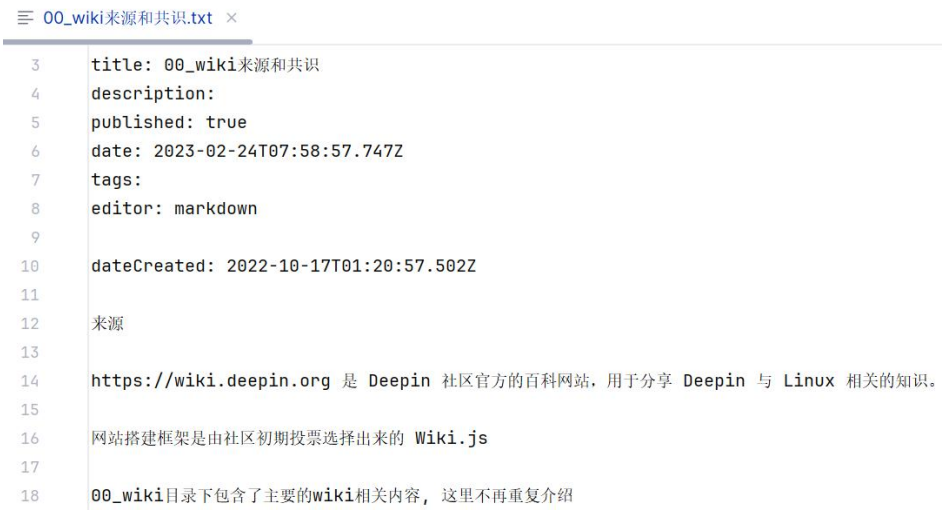 00_wiki来源和共识.txt ×
3 title: 00_wiki来源和共识
4 description:
5 published: true
6 date: 2023-02-24T07:58:57.747Z
7 tags:
8 editor: markdown
9
10 dateCreated: 2022-10-17T01:20:57.502Z
11
12 来源
13
14 https://wiki.deepin.org 是 Deepin 社区官方的百科网站，用于分享 Deepin 与 Linux 相关的知识。
15
16 网站搭建框架是由社区初期投票选择出来的 Wiki.js
17
18 00_wiki目录下包含了主要的wiki相关内容, 这里不再重复介绍